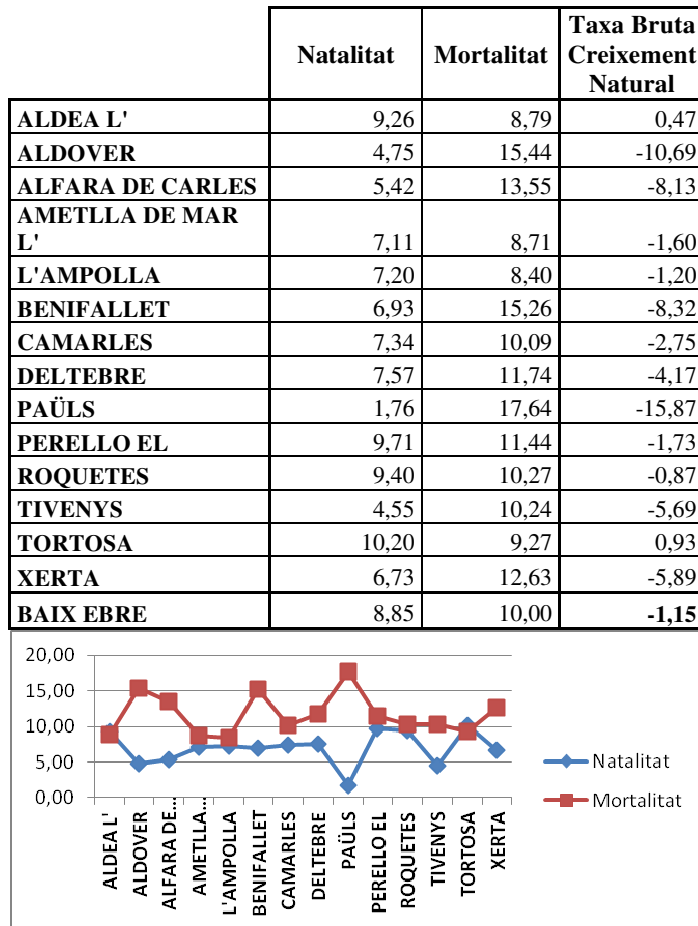 Natalitat Mortalitat Taxa Bruta
Creixement
Natural
ALDEA L' 9,26 8,79 0,47
ALDOVER 4,75 15,44 -10,69
ALFARA DE CARLES 5,42 13,55 -8,13
AMETLLA DE MAR
L' 7,11 8,71 -1,60
L'AMPOLLA 7,20 8,40 -1,20
BENIFALLET 6,93 15,26 -8,32
CAMARLES 7,34 10,09 -2,75
DELTEBRE 7,57 11,74 -4,17
PAÜLS 1,76 17,64 -15,87
PERELLO EL 9,71 11,44 -1,73
ROQUETES 9,40 10,27 -0,87
TIVENYS 4,55 10,24 -5,69
TORTOSA 10,20 9,27 0,93
XERTA 6,73 12,63 -5,89
BAIX EBRE 8,85 10,00 -1,15
20,00
15,00
10,00
5,00
0,00
ALDEA L'
ALDOVER
ALFARA DE...
AMETLLA...
L'AMPOLLA
BENIFALLET
CAMARLES
DELTEBRE
PAÜLS
PERELLO EL
ROQUETES
TIVENYS
TORTOSA
XERTA
Natalitat
Mortalitat